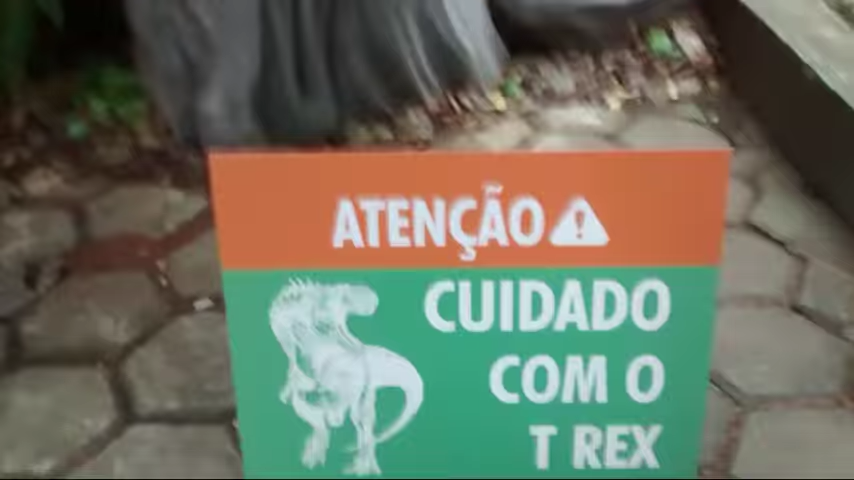 ATENÇÃO
CUIDADO
COM O
T REX